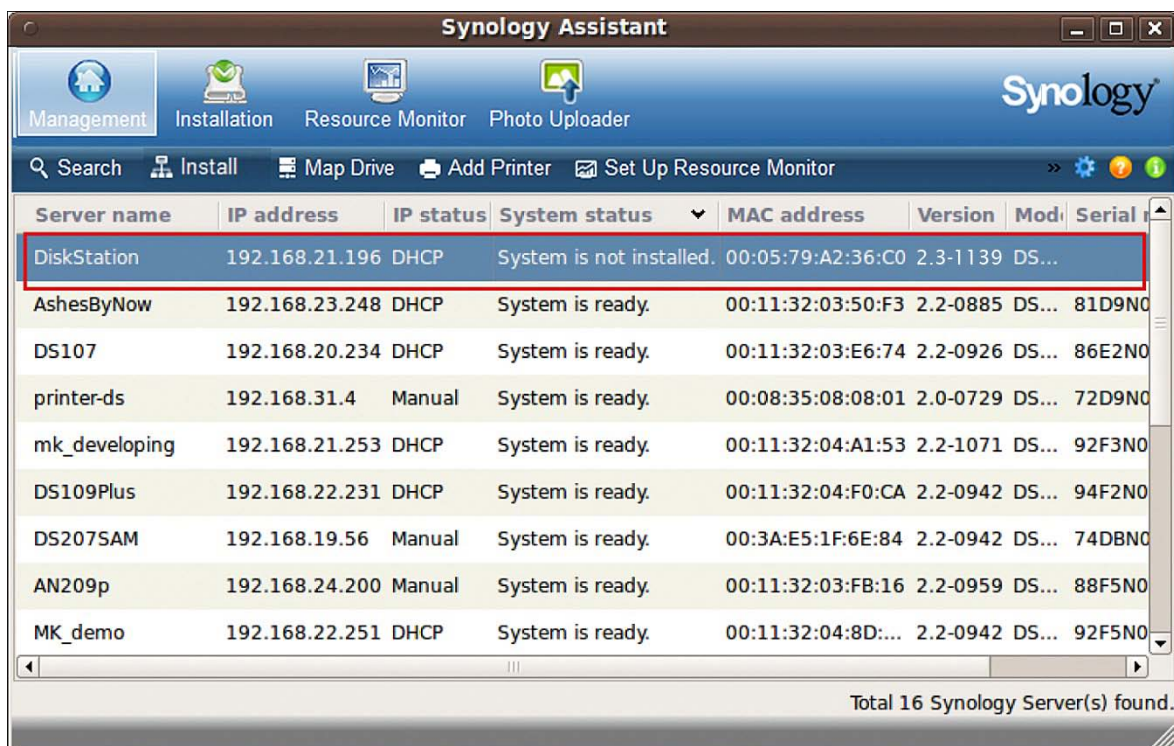 Synology Assistant
Management Installation Resource Monitor Photo Uploader
Synology
Search Install Map Drive Add Printer Set Up Resource Monitor
Server name IP address IP status System status MAC address Version Mod Serial
DiskStation 192.168.21.196 DHCP System is not installed. 00:05:79:A2:36:C0 2.3-1139 DS...
AshesByNow 192.168.23.248 DHCP System is ready. 00:11:32:03:50:F3 2.2-0885 DS... 81D9N0
DS107 192.168.20.234 DHCP System is ready. 00:11:32:03:E6:74 2.2-0926 DS... 86E2N0
printer-ds 192.168.31.4 Manual System is ready. 00:08:35:08:08:01 2.0-0729 DS... 72D9N0
mk_developing 192.168.21.253 DHCP System is ready. 00:11:32:04:A1:53 2.2-1071 DS... 92F3N0
DS109Plus 192.168.22.231 DHCP System is ready. 00:11:32:04:F0:CA 2.2-0942 DS... 94F2N0
DS207SAM 192.168.19.56 Manual System is ready. 00:3A:E5:1F:6E:84 2.2-0942 DS... 74DBN0
AN209p 192.168.24.200 Manual System is ready. 00:11:32:03:FB:16 2.2-0959 DS... 88F5N0
MK_demo 192.168.22.251 DHCP System is ready. 00:11:32:04:8D:... 2.2-0942 DS... 92F5N0
Total 16 Synology Server(s) found.